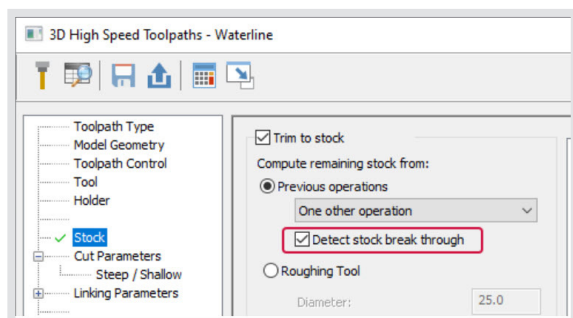 3D High Speed Toolpaths - Waterline
Toolpath Type
Model Geometry
Toolpath Control
Tool
Holder
Stock
Cut Parameters
Steep / Shallow
Linking Parameters
Trim to stock
Compute remaining stock from:
Previous operations
One other operation
Detect stock break through
Roughing Tool
Diameter:
25.0